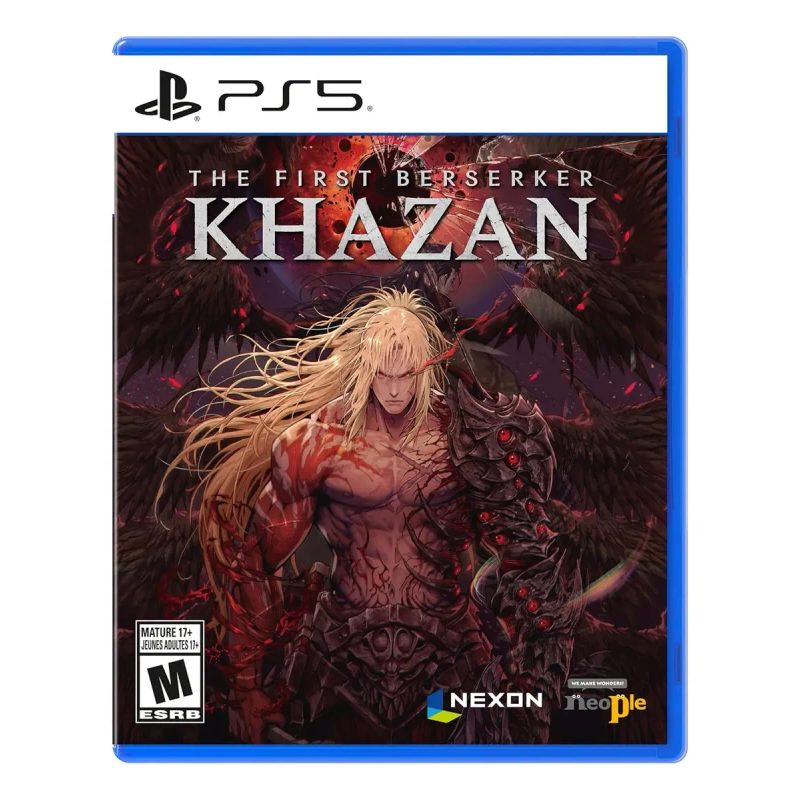 PS5
THE FIRST BERSERKER
KHAZAN
MATURE 17+
JEUNES ADULTES 17+
M
ESRB
NEXON
WE MAKE WONDERS!!
neople